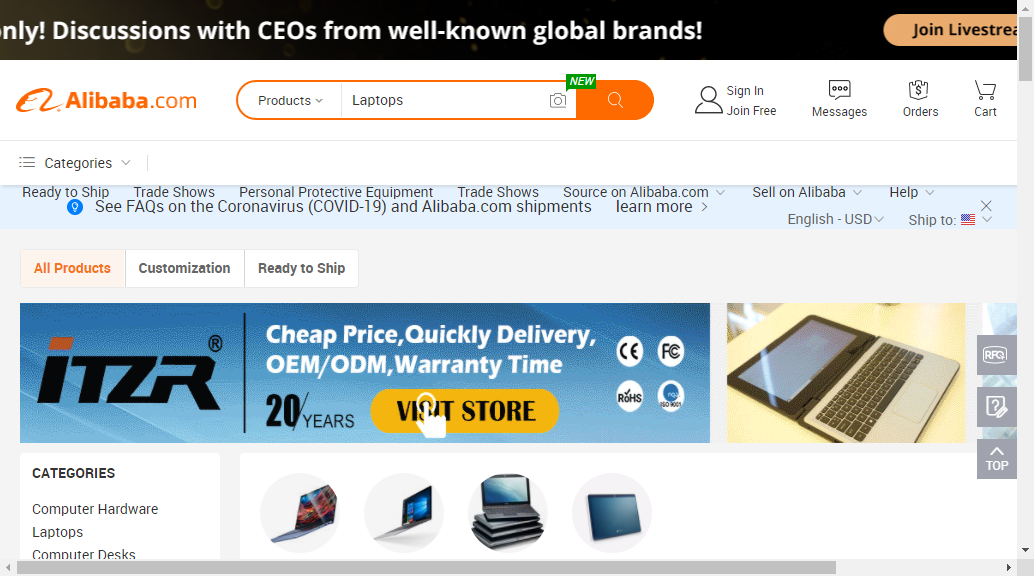 only! Discussions with CEOs from well-known global brands!
Join Livestrea
Alibaba.com
Products
Laptops
NEW
Sign In
Join Free
Messages
Orders
Cart
Categories
Ready to Ship
Trade Shows
Personal Protective Equipment
Trade Shows
Source on Alibaba.com
Sell on Alibaba
Help
See FAQs on the Coronavirus (COVID-19) and Alibaba.com shipments
learn more
English - USD
Ship to:
All Products
Customization
Ready to Ship
ITZR®
Cheap Price,Quickly Delivery,
OEM/ODM,Warranty Time
20/YEARS
VISIT STORE
CE
FC
RoHS
ISO 9001
RFQ
TOP
CATEGORIES
Computer Hardware
Laptops
Computer Desks